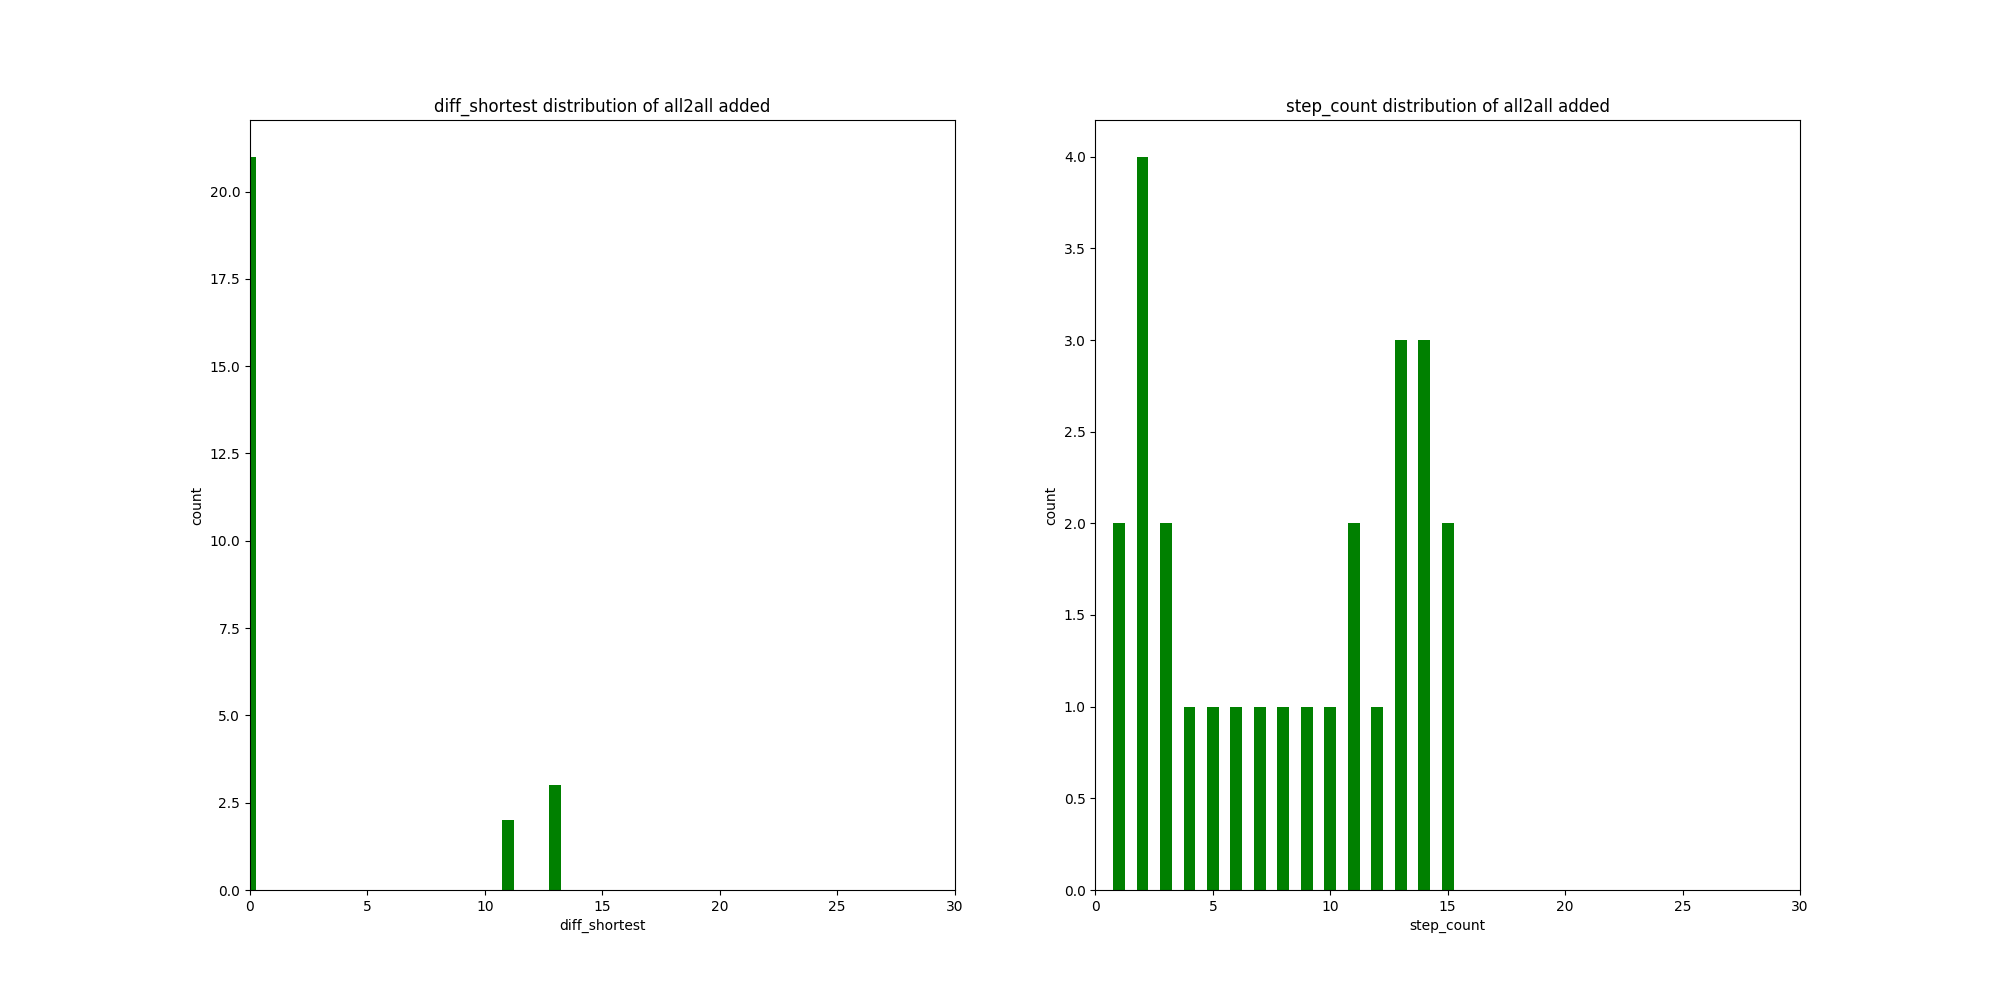 diff_shortest distribution of all2all added
20.0
17.5
15.0
12.5
10.0
7.5
5.0
2.5
0.0
count
0 5 10 15 20 25 30
diff_shortest
step_count distribution of all2all added
4.0
3.5
3.0
2.5
2.0
1.5
1.0
0.5
0.0
count
0 5 10 15 20 25 30
step_count